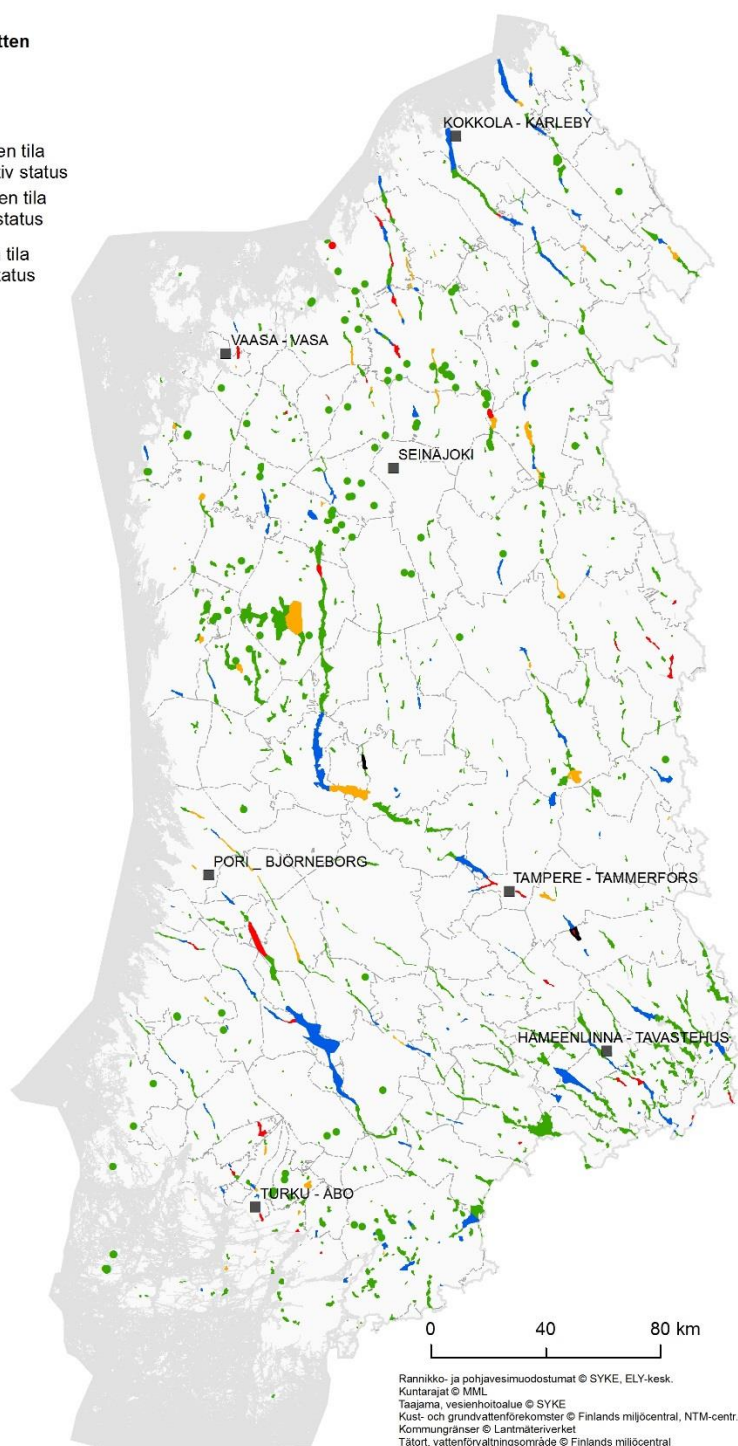 tten
en tila
tiv status
en tila
status
tila
tatus
KOKKOLA - KARLEBY
VAASA - VASA
SEINÄJOKI
PORI _ BJÖRNEBORG
TAMPERE - TAMMERFORS
HÄMEENLINNA - TAVASTEHUS
TURKU - ÅBO
0 40 80 km
Rannikko- ja pohjavesimuodostumat © SYKE, ELY-kesk.
Kuntarajat © MML
Taajama, vesienhoitoalue © SYKE
Kust- och grundvattenförekomster © Finlands miljöcentral, NTM-centr.
Kommungränser © Lantmäteriverket
Tätort, vattenförvaltningsområde © Finlands miljöcentral